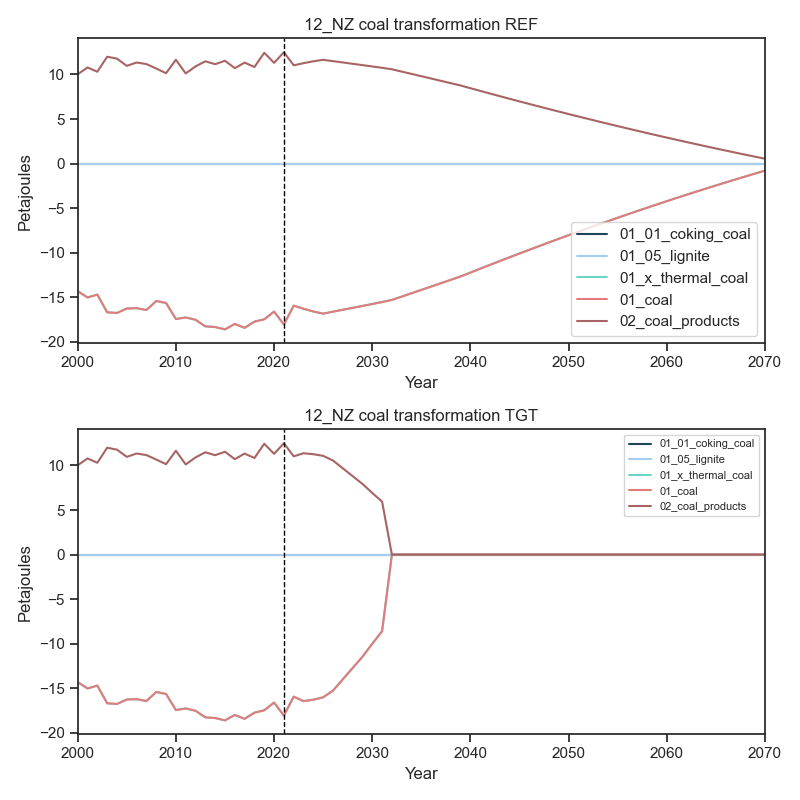 12_NZ coal transformation REF
10
5
0
−5
−10
−15
−20
Petajoules
01_01_coking_coal
01_05_lignite
01_x_thermal_coal
01_coal
02_coal_products
2000 2010 2020 2030 2040 2050 2060 2070
Year
12_NZ coal transformation TGT
10
5
0
−5
−10
−15
−20
Petajoules
01_01_coking_coal
01_05_lignite
01_x_thermal_coal
01_coal
02_coal_products
2000 2010 2020 2030 2040 2050 2060 2070
Year